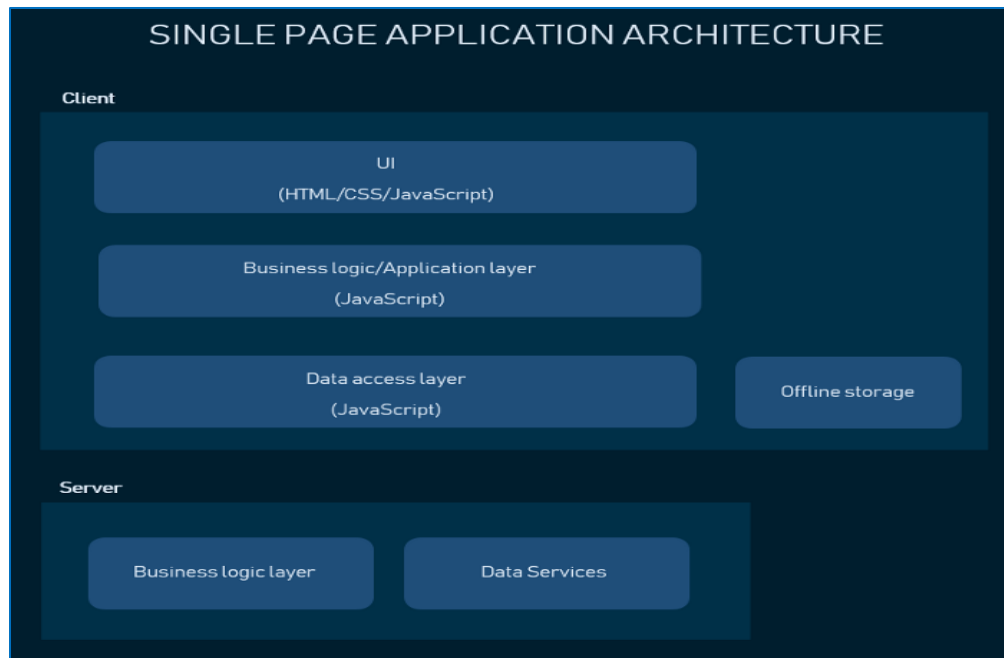 SINGLE PAGE APPLICATION ARCHITECTURE
Client
UI
(HTML/CSS/JavaScript)
Business logic/Application layer
(JavaScript)
Data access layer
(JavaScript)
Offline storage
Server
Business logic layer
Data Services